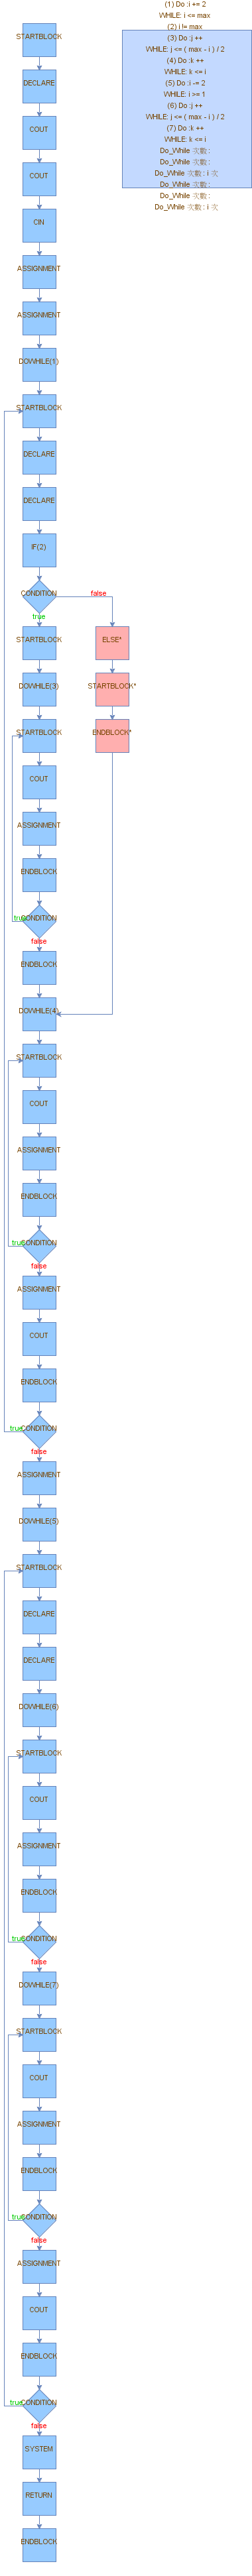 (1) Do :i += 2
WHILE: i <= max
(2) i != max
(3) Do :j ++
WHILE: j <= ( max - i ) / 2
(4) Do :k ++
WHILE: k <= i
(5) Do :i -= 2
WHILE: i >= 1
(6) Do :j ++
WHILE: j <= ( max - i ) / 2
(7) Do :k ++
WHILE: k <= i
Do_While 次數 :
Do_While 次數 :
Do_While 次數 : i 次
Do_While 次數 :
Do_While 次數 :
Do_While 次數 : i 次
STARTBLOCK
DECLARE
COUT
COUT
CIN
ASSIGNMENT
ASSIGNMENT
DOWHILE(1)
STARTBLOCK
DECLARE
DECLARE
IF(2)
CONDITION
false
true
STARTBLOCK
ELSE*
DOWHILE(3)
STARTBLOCK*
STARTBLOCK
ENDBLOCK*
COUT
ASSIGNMENT
ENDBLOCK
CONDITION
true
false
ENDBLOCK
DOWHILE(4)
STARTBLOCK
COUT
ASSIGNMENT
ENDBLOCK
CONDITION
true
false
ASSIGNMENT
COUT
ENDBLOCK
CONDITION
true
false
ASSIGNMENT
DOWHILE(5)
STARTBLOCK
DECLARE
DECLARE
DOWHILE(6)
STARTBLOCK
COUT
ASSIGNMENT
ENDBLOCK
CONDITION
true
false
DOWHILE(7)
STARTBLOCK
COUT
ASSIGNMENT
ENDBLOCK
CONDITION
true
false
ASSIGNMENT
COUT
ENDBLOCK
CONDITION
true
false
SYSTEM
RETURN
ENDBLOCK